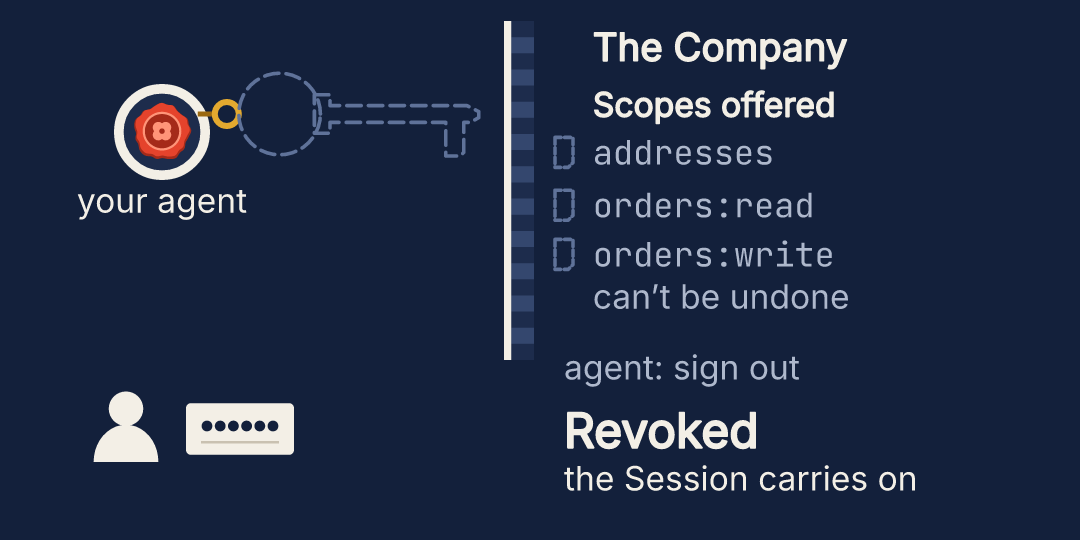 The Company
Scopes offered
addresses
orders:read
orders:write
can’t be undone
your agent
agent: sign out
Revoked
the Session carries on